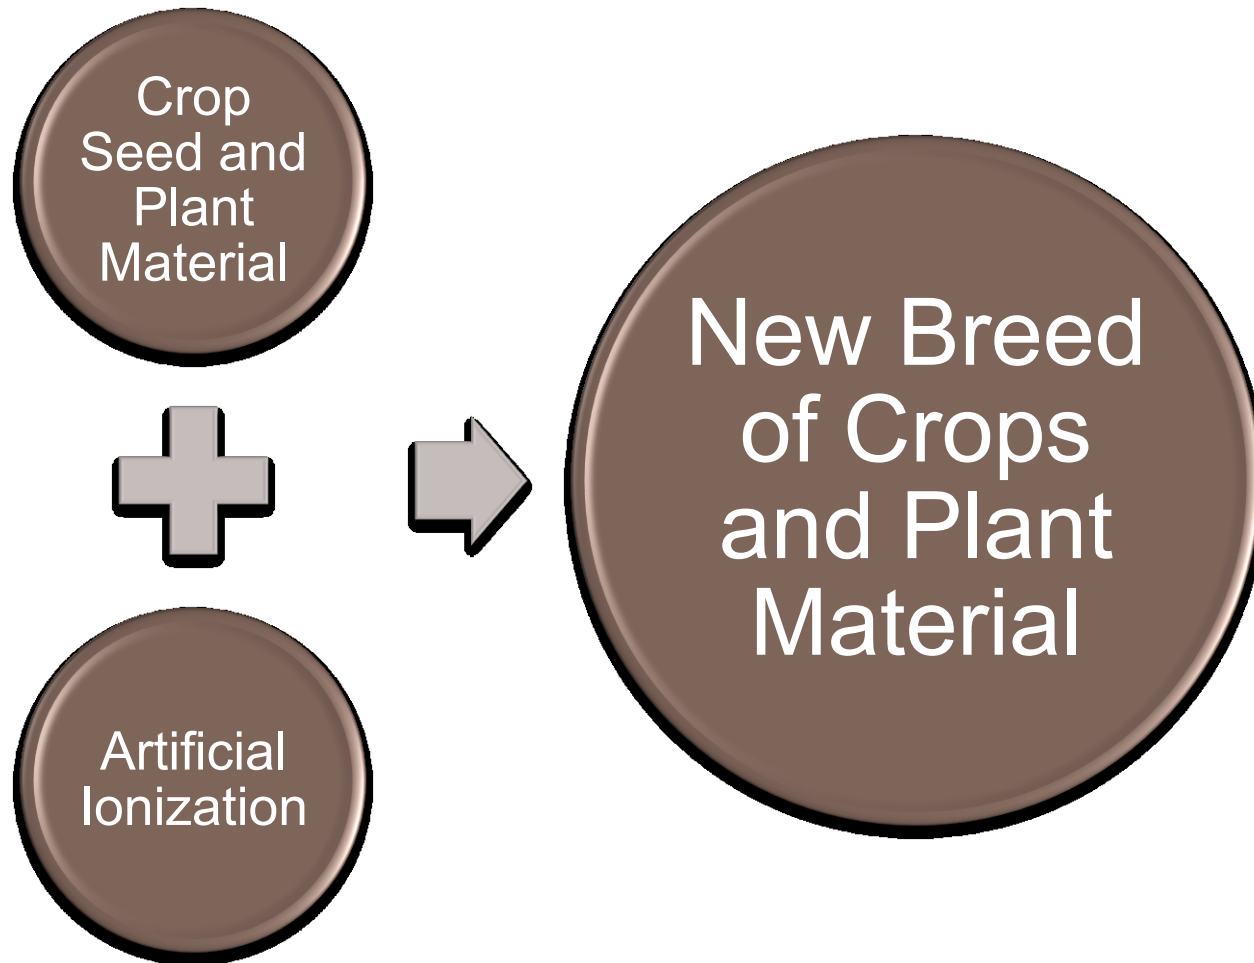 Crop
Seed and
Plant
Material
Artificial
Ionization
New Breed
of Crops
and Plant
Material